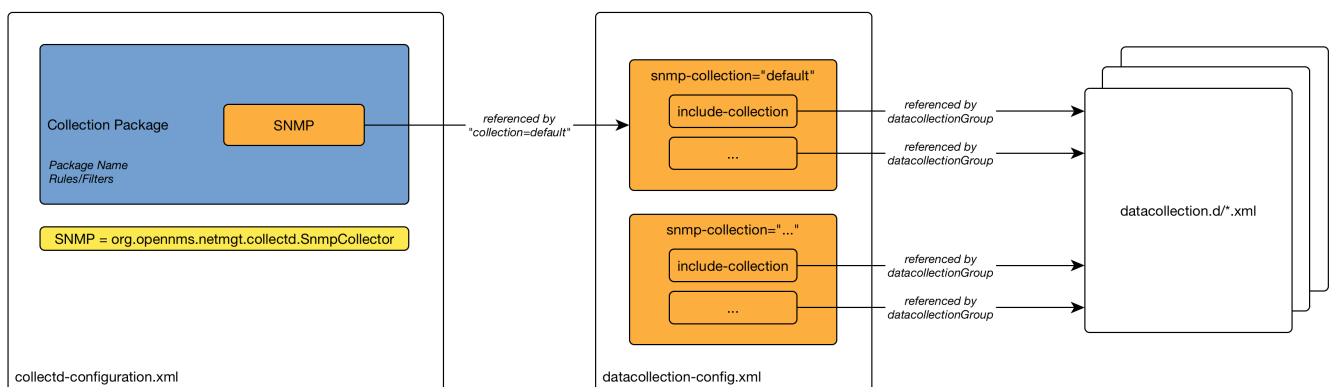 Collection Package
SNMP
Package Name
Rules/Filters
SNMP = org.opennms.netmgt.collectd.SnmpCollector
collectd-configuration.xml
referenced by
"collection=default"
snmp-collection="default"
include-collection
...
snmp-collection="..."
include-collection
...
datacollection-config.xml
referenced by
datacollectionGroup
referenced by
datacollectionGroup
referenced by
datacollectionGroup
referenced by
datacollectionGroup
datacollection.d/*.xml